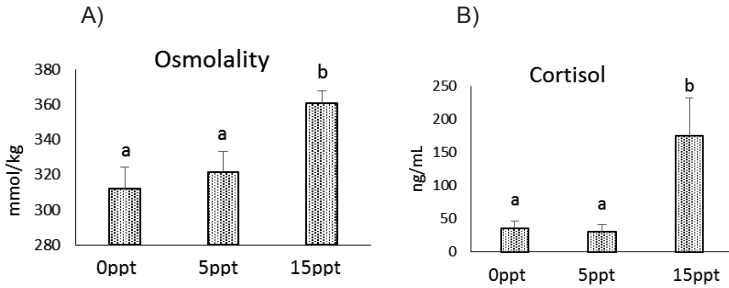 A)
Osmolality
mmol/kg
380
360
340
320
300
280
a
a
b
0ppt
5ppt
15ppt
B)
Cortisol
ng/mL
250
200
150
100
50
0
a
a
b
0ppt
5ppt
15ppt